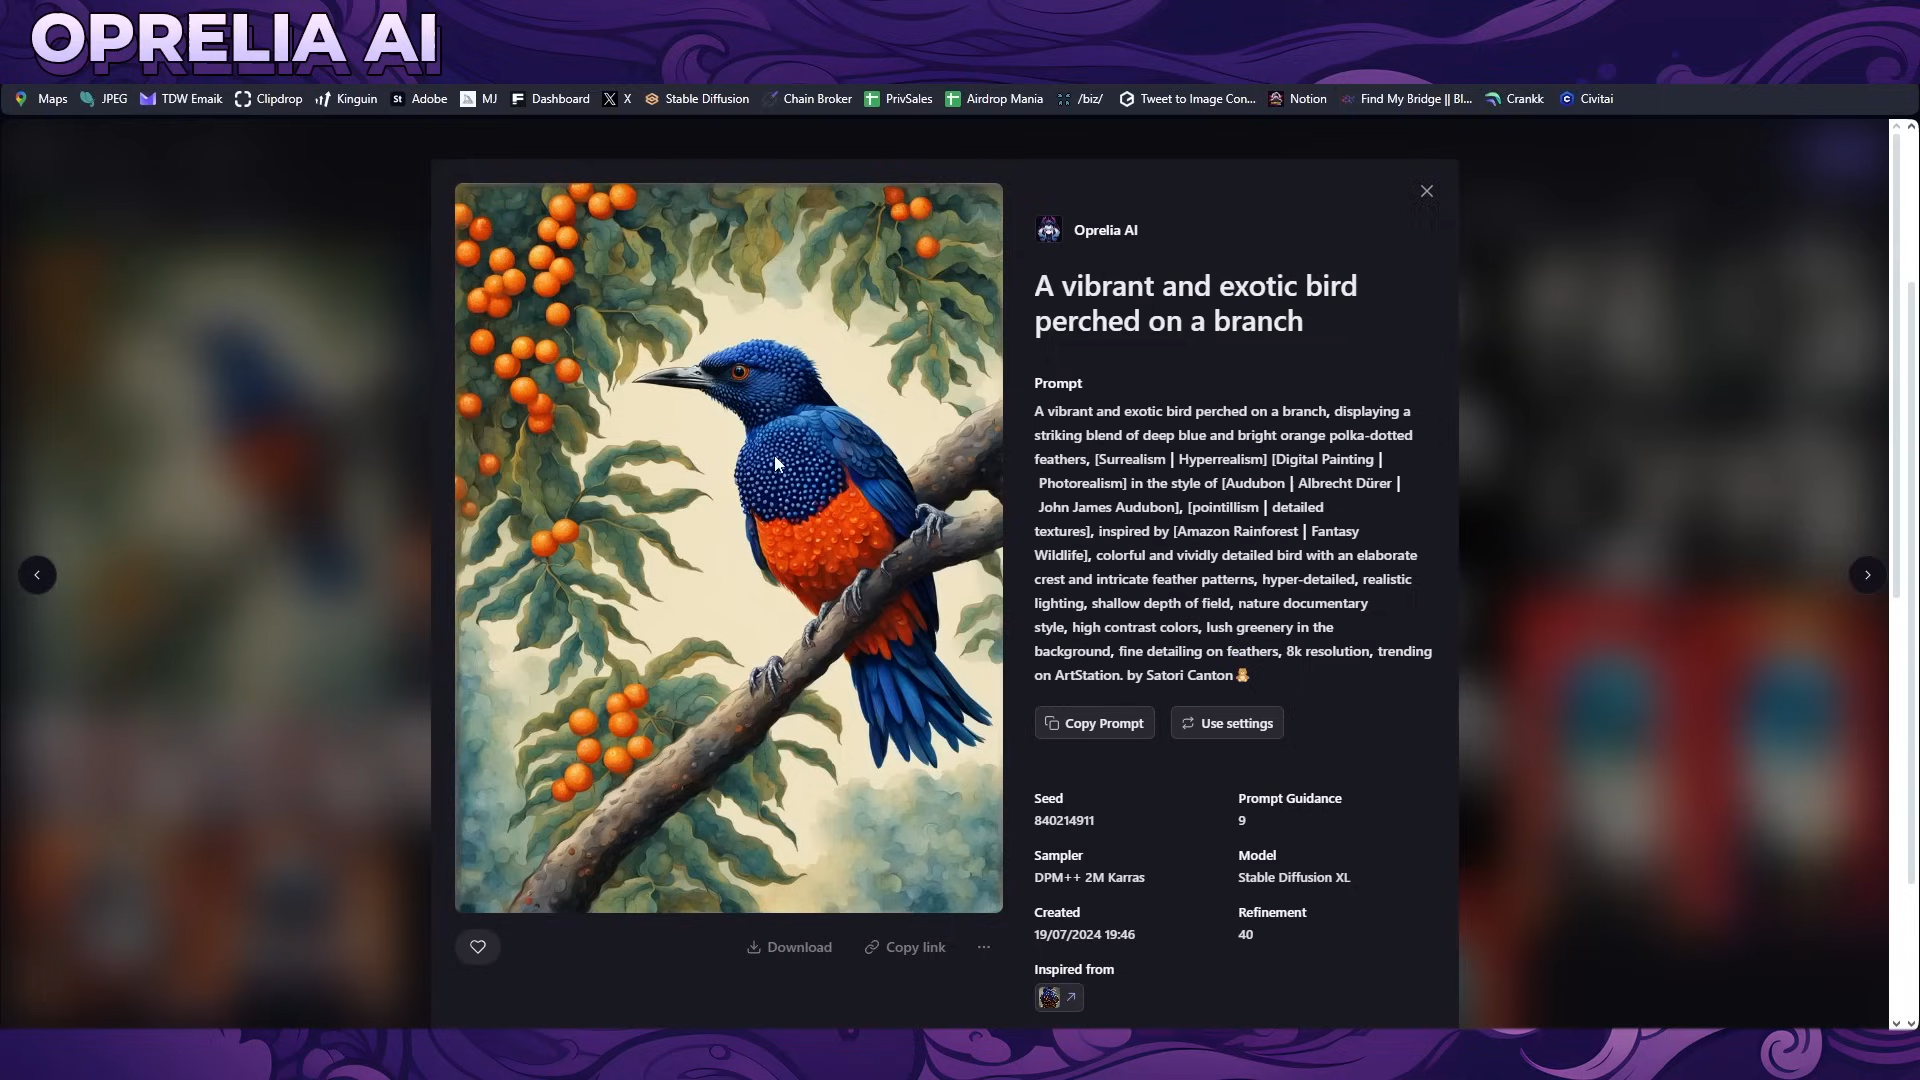 OPRELIA AI
Maps JPEG TDW Emaik Clipdrop Kinguin Adobe MJ Dashboard X Stable Diffusion Chain Broker PrivSales Airdrop Mania /biz/ Tweet to Image Con... Notion Find My Bridge || Bl... Crankk Civitai
Oprelia AI
A vibrant and exotic bird
perched on a branch
Prompt
A vibrant and exotic bird perched on a branch, displaying a
striking blend of deep blue and bright orange polka-dotted
feathers, [Surrealism | Hyperrealism] [Digital Painting |
Photorealism] in the style of [Audubon | Albrecht Dürer |
John James Audubon], [pointillism | detailed
textures], inspired by [Amazon Rainforest | Fantasy
Wildlife], colorful and vividly detailed bird with an elaborate
crest and intricate feather patterns, hyper-detailed, realistic
lighting, shallow depth of field, nature documentary
style, high contrast colors, lush greenery in the
background, fine detailing on feathers, 8k resolution, trending
on ArtStation. by Satori Canton🧸
Copy Prompt Use settings
Seed Prompt Guidance
840214911 9
Sampler Model
DPM++ 2M Karras Stable Diffusion XL
Created Refinement
19/07/2024 19:46 40
Inspired from
Download Copy link